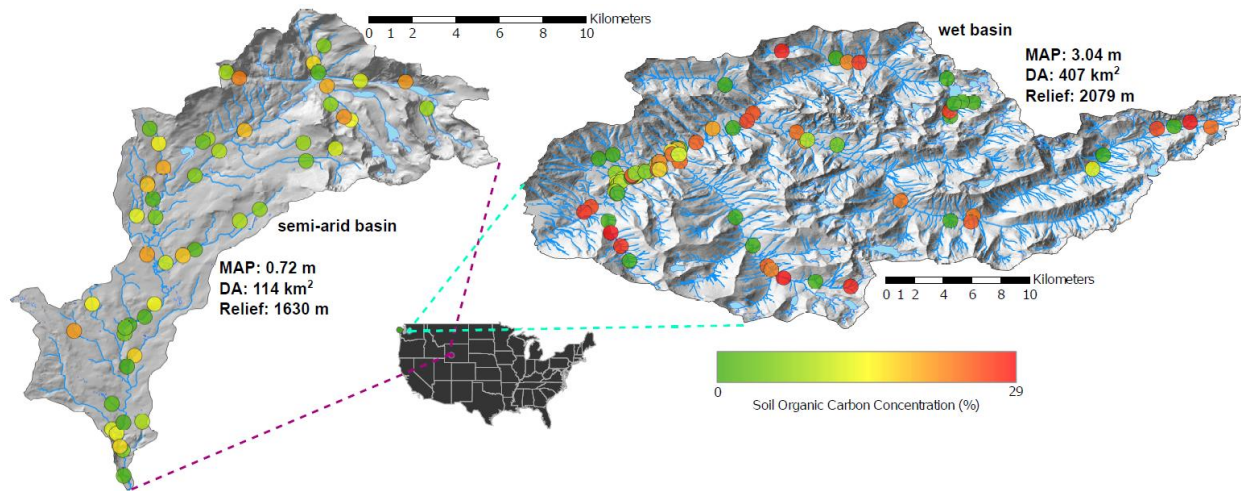 Kilometers
0 2 4 6 8 10
wet basin
MAP: 3.04 m
DA: 407 km²
Relief: 2079 m
semi-arid basin
MAP: 0.72 m
DA: 114 km²
Relief: 1630 m
Kilometers
0 1 2 4 6 8 10
0 29
Soil Organic Carbon Concentration (%)